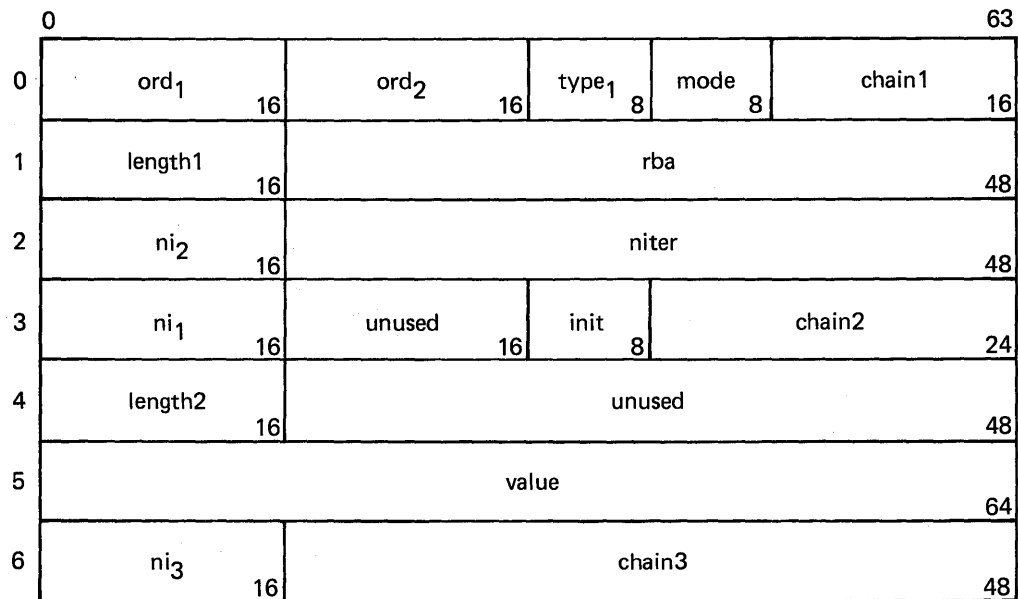 0 63
0 ord1 16 ord2 16 type1 8 mode 8 chain1 16
1 length1 16 rba 48
2 ni2 16 niter 48
3 ni1 16 unused 16 init 8 chain2 24
4 length2 16 unused 48
5 value 64
6 ni3 16 chain3 48